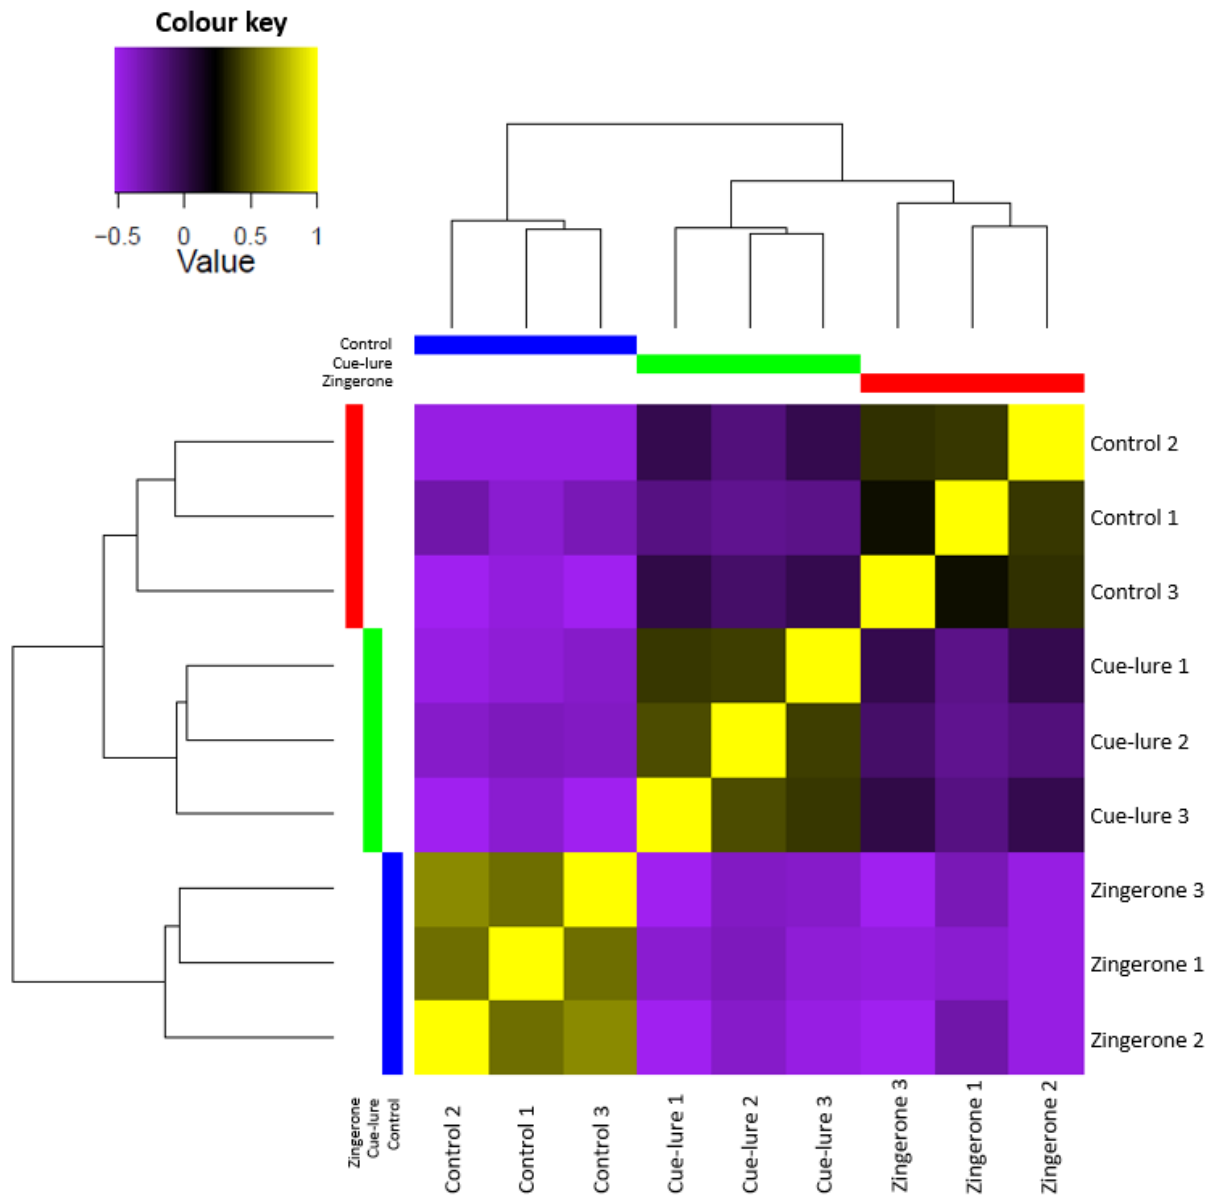 Colour key
−0.5 0 0.5 1
Value
Control
Cue-lure
Zingerone
Control 2
Control 1
Control 3
Cue-lure 1
Cue-lure 2
Cue-lure 3
Zingerone 3
Zingerone 1
Zingerone 2
Zingerone
Cue-lure
Control
Control 2
Control 1
Control 3
Cue-lure 1
Cue-lure 2
Cue-lure 3
Zingerone 3
Zingerone 1
Zingerone 2